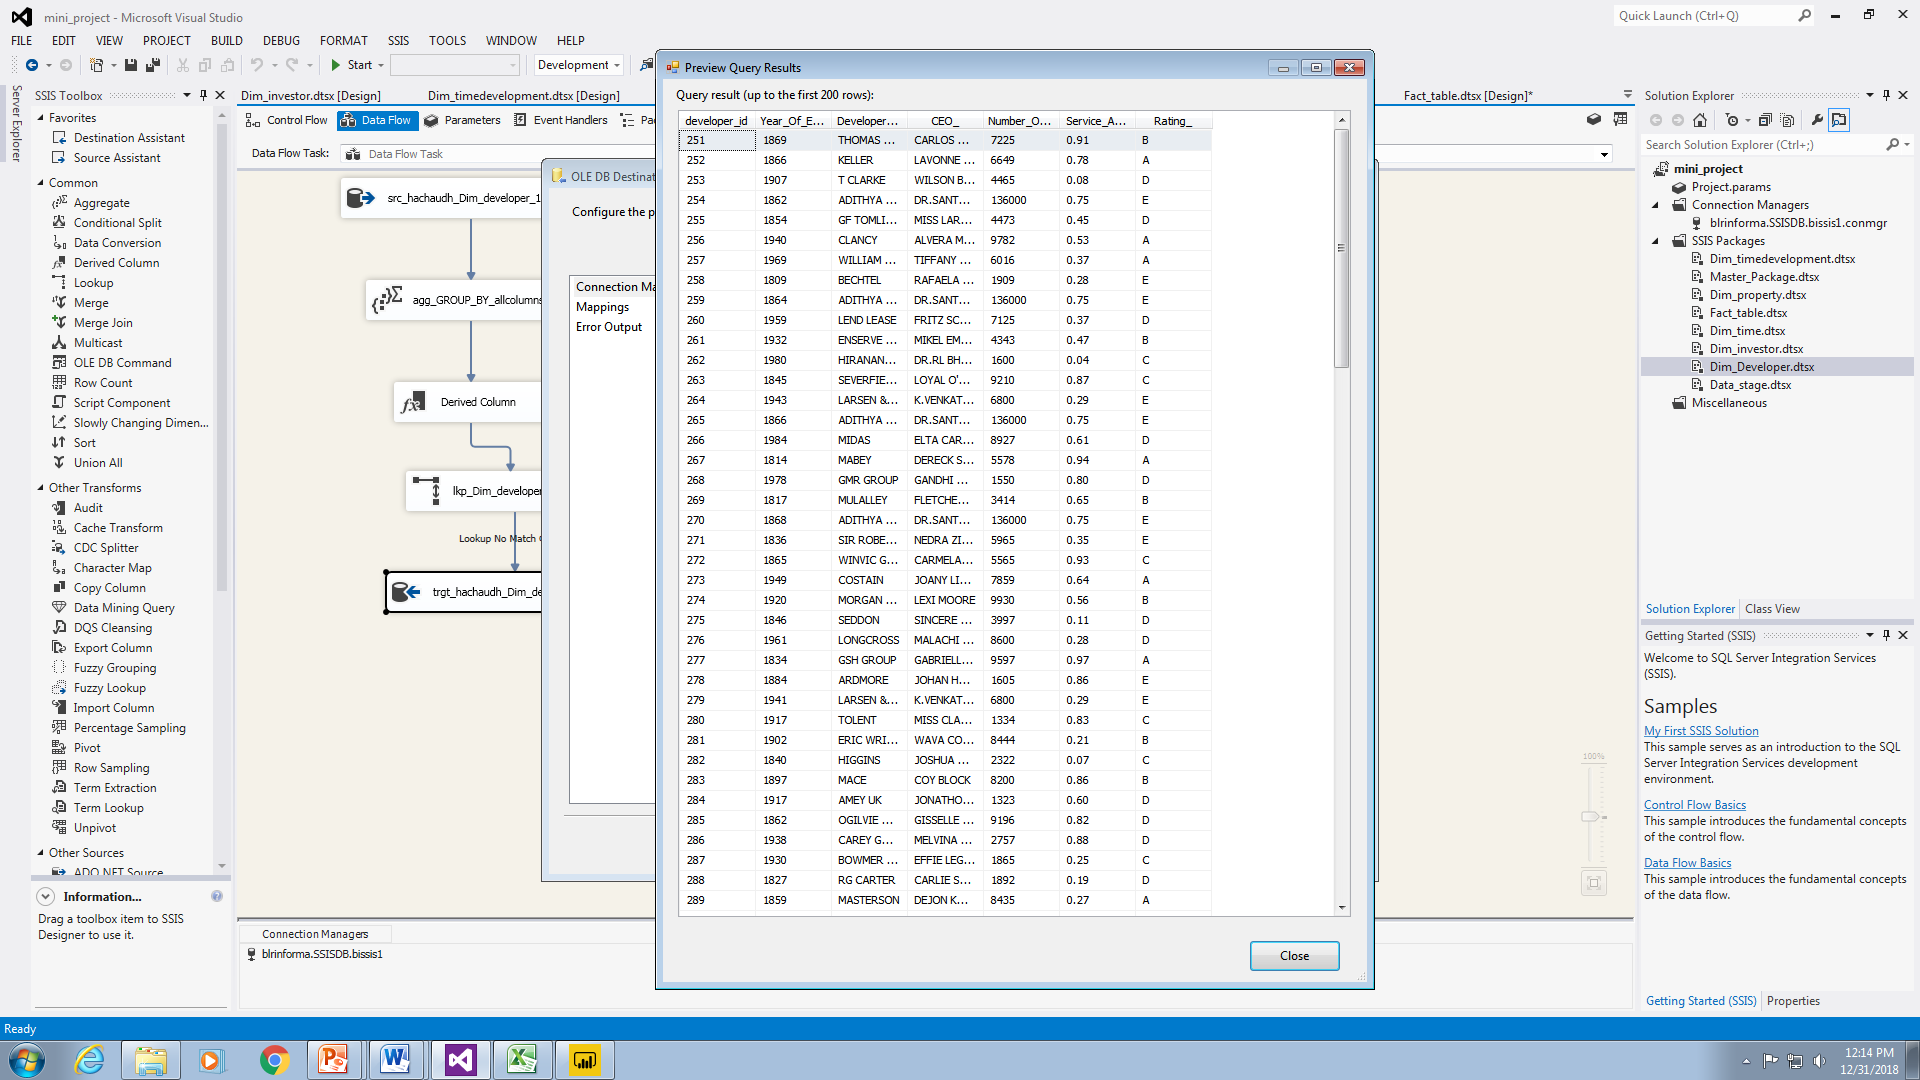 mini_project - Microsoft Visual Studio
Quick Launch (Ctrl+Q)
FILE EDIT VIEW PROJECT BUILD DEBUG FORMAT SSIS TOOLS WINDOW HELP
Start Development
Server Explorer
SSIS Toolbox
Favorites
Destination Assistant
Source Assistant
Common
Aggregate
Conditional Split
Data Conversion
Derived Column
Lookup
Merge
Merge Join
Multicast
OLE DB Command
Row Count
Script Component
Slowly Changing Dimen...
Sort
Union All
Other Transforms
Audit
Cache Transform
CDC Splitter
Character Map
Copy Column
Data Mining Query
DQS Cleansing
Export Column
Fuzzy Grouping
Fuzzy Lookup
Import Column
Percentage Sampling
Pivot
Row Sampling
Term Extraction
Term Lookup
Unpivot
Other Sources
ADO NET Source
Information...
Drag a toolbox item to SSIS
Designer to use it.
Dim_investor.dtsx [Design] Dim_timedevelopment.dtsx [Design] Fact_table.dtsx [Design]*
Control Flow Data Flow Parameters Event Handlers Pac
Data Flow Task: Data Flow Task
src_hachaudh_Dim_developer_1
agg_GROUP_BY_allcolumns
Derived Column
lkp_Dim_developer
Lookup No Match
trgt_hachaudh_Dim_de
100%
Connection Managers
blrinforma.SSISDB.bissis1
OLE DB Destinat
Configure the p
Connection Ma
Mappings
Error Output
Preview Query Results
Query result (up to the first 200 rows):
developer_id Year_Of_E... Developer... CEO_ Number_O... Service_A... Rating_
251 1869 THOMAS ... CARLOS ... 7225 0.91 B
252 1866 KELLER LAVONNE ... 6649 0.78 A
253 1907 T CLARKE WILSON B... 4465 0.08 D
254 1862 ADITHYA ... DR.SANT... 136000 0.75 E
255 1854 GF TOMLI... MISS LAR... 4473 0.45 D
256 1940 CLANCY ALVERA M... 9782 0.53 A
257 1969 WILLIAM ... TIFFANY ... 6016 0.37 A
258 1809 BECHTEL RAFAELA ... 1909 0.28 E
259 1864 ADITHYA ... DR.SANT... 136000 0.75 E
260 1959 LEND LEASE FRITZ SC... 7125 0.37 D
261 1932 ENSERVE ... MIKEL EM... 4343 0.47 B
262 1980 HIRANAN... DR.RL BH... 1600 0.04 C
263 1845 SEVERFIE... LOYAL O'... 9210 0.87 C
264 1943 LARSEN &... K.VENKAT... 6800 0.29 E
265 1866 ADITHYA ... DR.SANT... 136000 0.75 E
266 1984 MIDAS ELTA CAR... 8927 0.61 D
267 1814 MABEY DERECK S... 5578 0.94 A
268 1978 GMR GROUP GANDHI ... 1550 0.80 D
269 1817 MULALLEY FLETCHE... 3414 0.65 B
270 1868 ADITHYA ... DR.SANT... 136000 0.75 E
271 1836 SIR ROBE... NEDRA ZI... 5965 0.35 E
272 1865 WINVIC G... CARMELA... 5565 0.93 C
273 1949 COSTAIN JOANY LI... 7859 0.64 A
274 1920 MORGAN ... LEXI MOORE 9930 0.56 B
275 1846 SEDDON SINCERE ... 3997 0.11 D
276 1961 LONGCROSS MALACHI ... 8600 0.28 D
277 1834 GSH GROUP GABRIELL... 9597 0.97 A
278 1884 ARDMORE JOHAN H... 1605 0.86 E
279 1941 LARSEN &... K.VENKAT... 6800 0.29 E
280 1917 TOLENT MISS CLA... 1334 0.83 C
281 1902 ERIC WRI... WAVA CO... 8444 0.21 B
282 1840 HIGGINS JOSHUA ... 2322 0.07 C
283 1897 MACE COY BLOCK 8200 0.86 B
284 1917 AMEY UK JONATHO... 1323 0.60 D
285 1862 OGILVIE ... GISSELLE ... 9196 0.82 D
286 1938 CAREY G... MELVINA ... 2757 0.88 D
287 1930 BOWMER ... EFFIE LEG... 1865 0.25 C
288 1827 RG CARTER CARLIE S... 1892 0.19 D
289 1859 MASTERSON DEJON K... 8435 0.27 A
Close
Solution Explorer
Search Solution Explorer (Ctrl+;)
mini_project
Project.params
Connection Managers
blrinforma.SSISDB.bissis1.conmgr
SSIS Packages
Dim_timedevelopment.dtsx
Master_Package.dtsx
Dim_property.dtsx
Fact_table.dtsx
Dim_time.dtsx
Dim_investor.dtsx
Dim_Developer.dtsx
Data_stage.dtsx
Miscellaneous
Solution Explorer Class View
Getting Started (SSIS)
Welcome to SQL Server Integration Services
(SSIS).
Samples
My First SSIS Solution
This sample serves as an introduction to the SQL
Server Integration Services development
environment.
Control Flow Basics
This sample introduces the fundamental concepts
of the control flow.
Data Flow Basics
This sample introduces the fundamental concepts
of the data flow.
Getting Started (SSIS) Properties
Ready
12:14 PM
12/31/2018